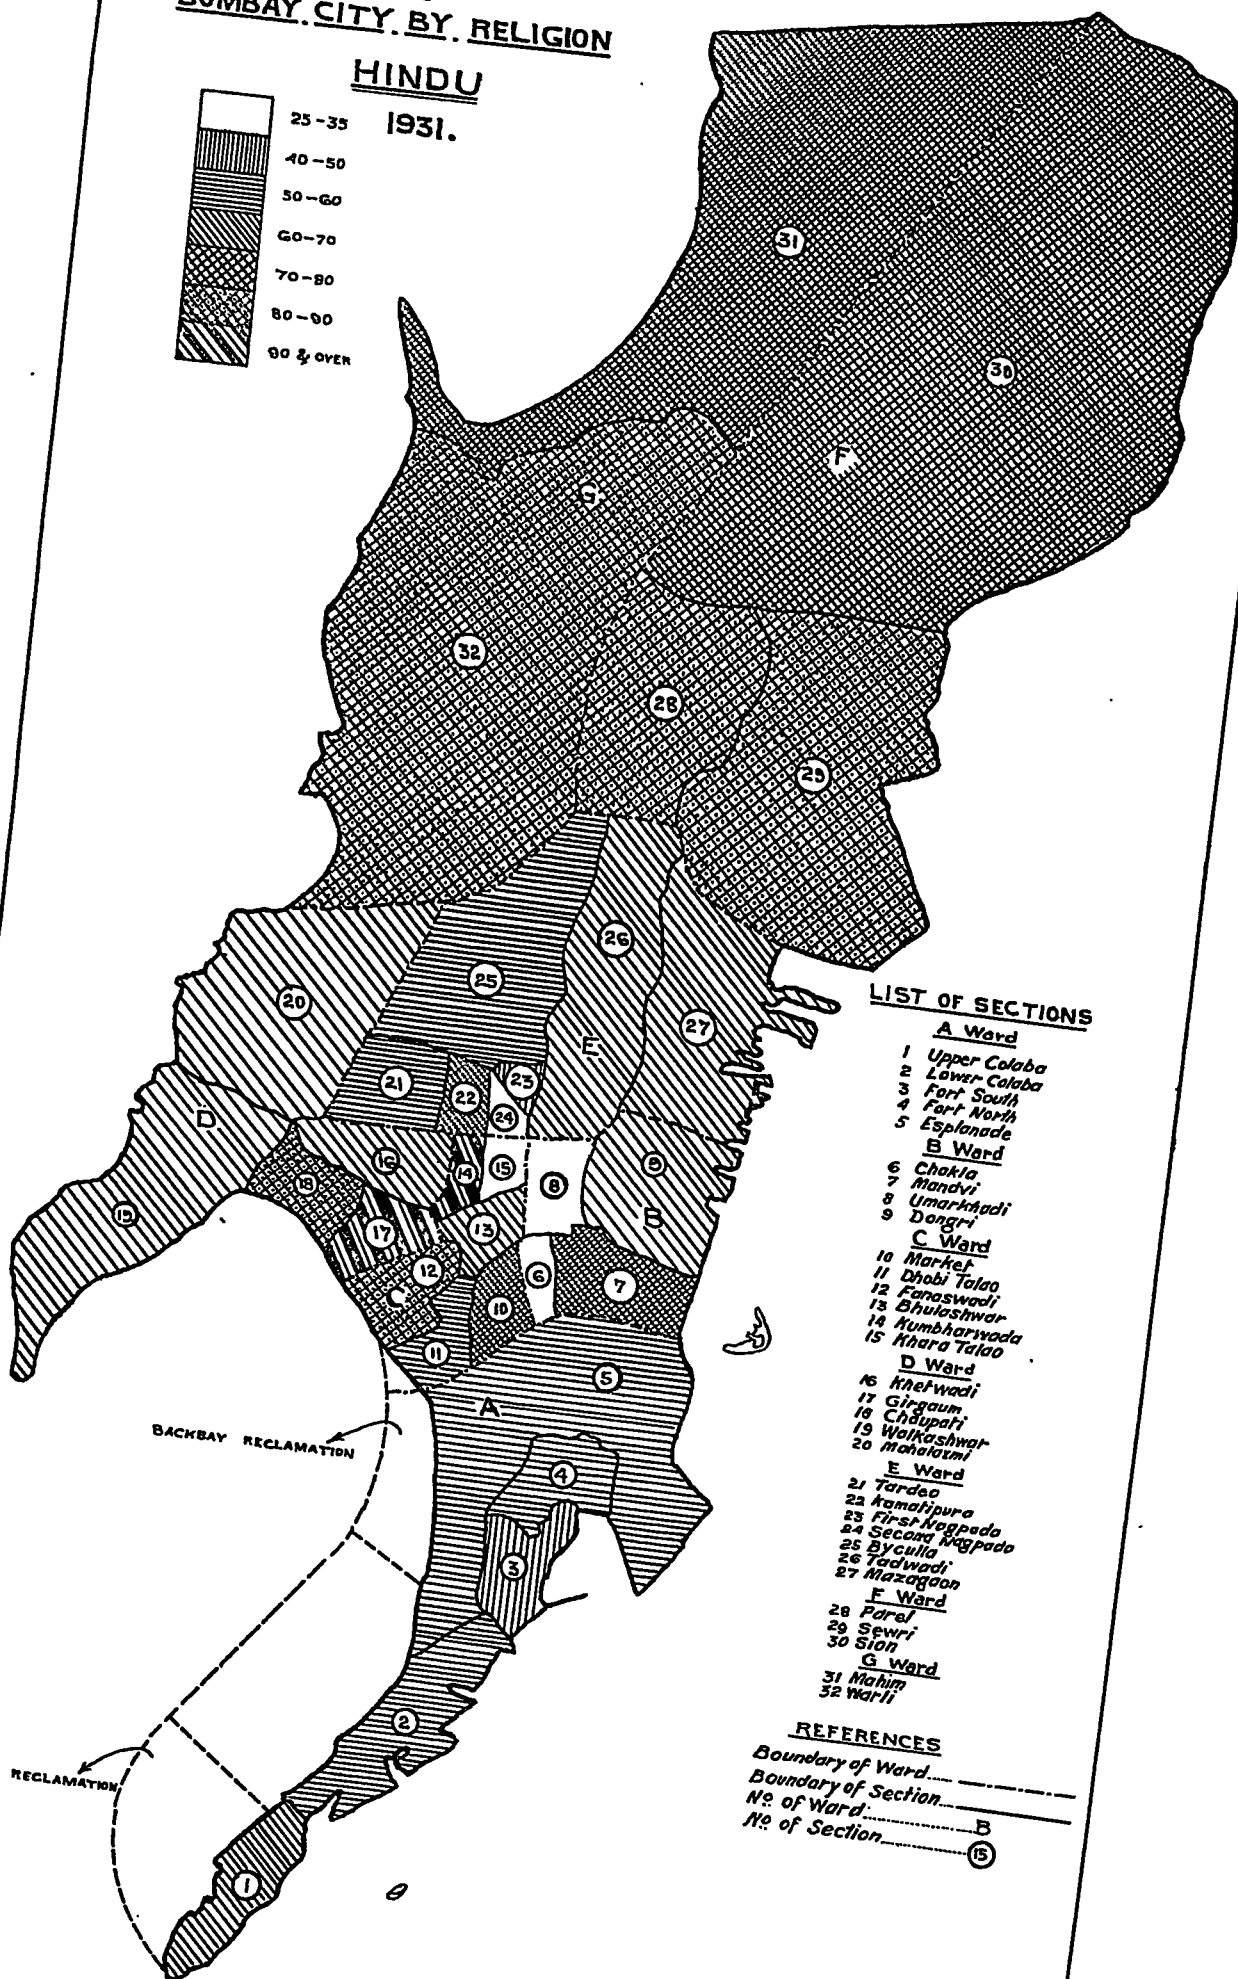 BOMBAY CITY BY RELIGION
HINDU
1931.
25-35
40-50
50-60
60-70
70-80
80-90
90 & OVER
31
30
F
G
32
28
29
26
20
25
27
E
21
22
23
24
D
16
14
15
8
9
18
19
17
13
B
12
6
7
C
10
11
5
A
BACKBAY RECLAMATION
4
3
2
RECLAMATION
1
LIST OF SECTIONS
A Ward
1 Upper Colaba
2 Lower Colaba
3 Fort South
4 Fort North
5 Esplanade
B Ward
6 Chakla
7 Mandvi
8 Umarkhadi
9 Dongri
C Ward
10 Market
11 Dhobi Talao
12 Fanaswadi
13 Bhulashwar
14 Kumbharwada
15 Khara Talao
D Ward
16 Khetwadi
17 Girgaum
18 Chaupati
19 Walkashwar
20 Mahalaxmi
E Ward
21 Tardeo
22 Kamatipura
23 First Nagpada
24 Second Nagpada
25 Byculla
26 Tadwadi
27 Mazagaon
F Ward
28 Parel
29 Sewri
30 Sion
G Ward
31 Mahim
32 Warli
REFERENCES
Boundary of Ward
Boundary of Section
No. of Ward B
No. of Section 15